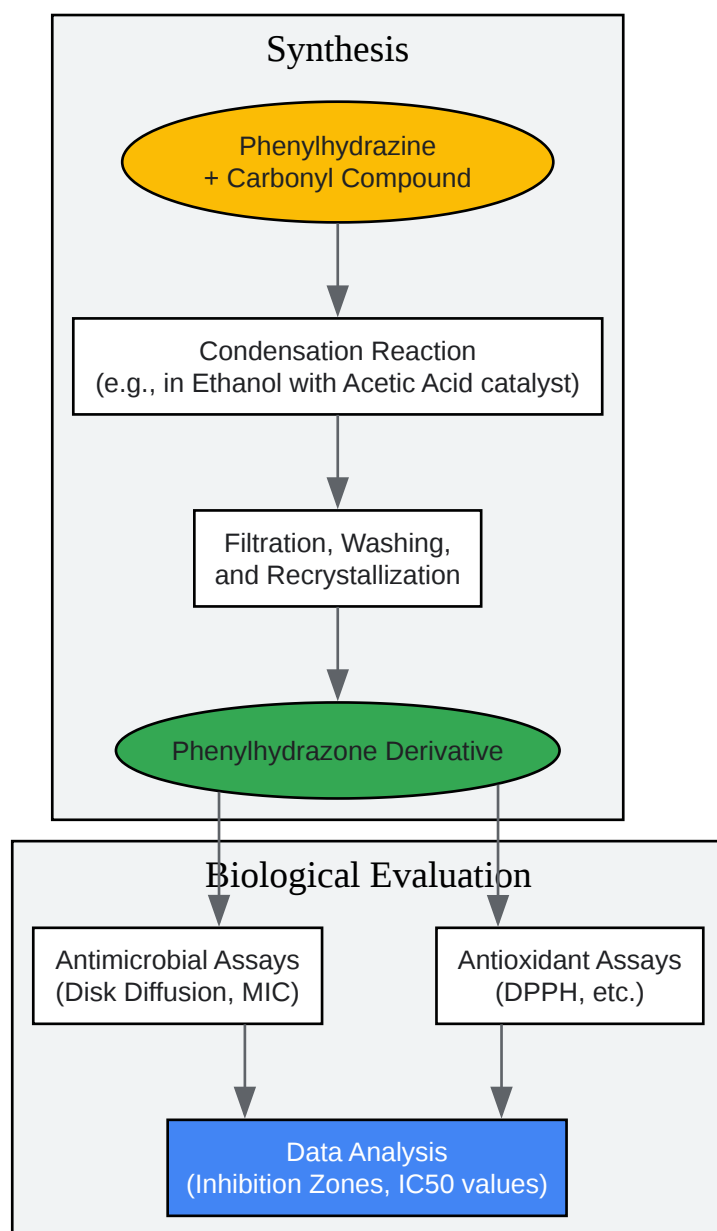 Synthesis
Phenylhydrazine
+ Carbonyl Compound
Condensation Reaction
(e.g., in Ethanol with Acetic Acid catalyst)
Filtration, Washing,
and Recrystallization
Phenylhydrazone Derivative
Biological Evaluation
Antimicrobial Assays
(Disk Diffusion, MIC)
Antioxidant Assays
(DPPH, etc.)
Data Analysis
(Inhibition Zones, IC50 values)